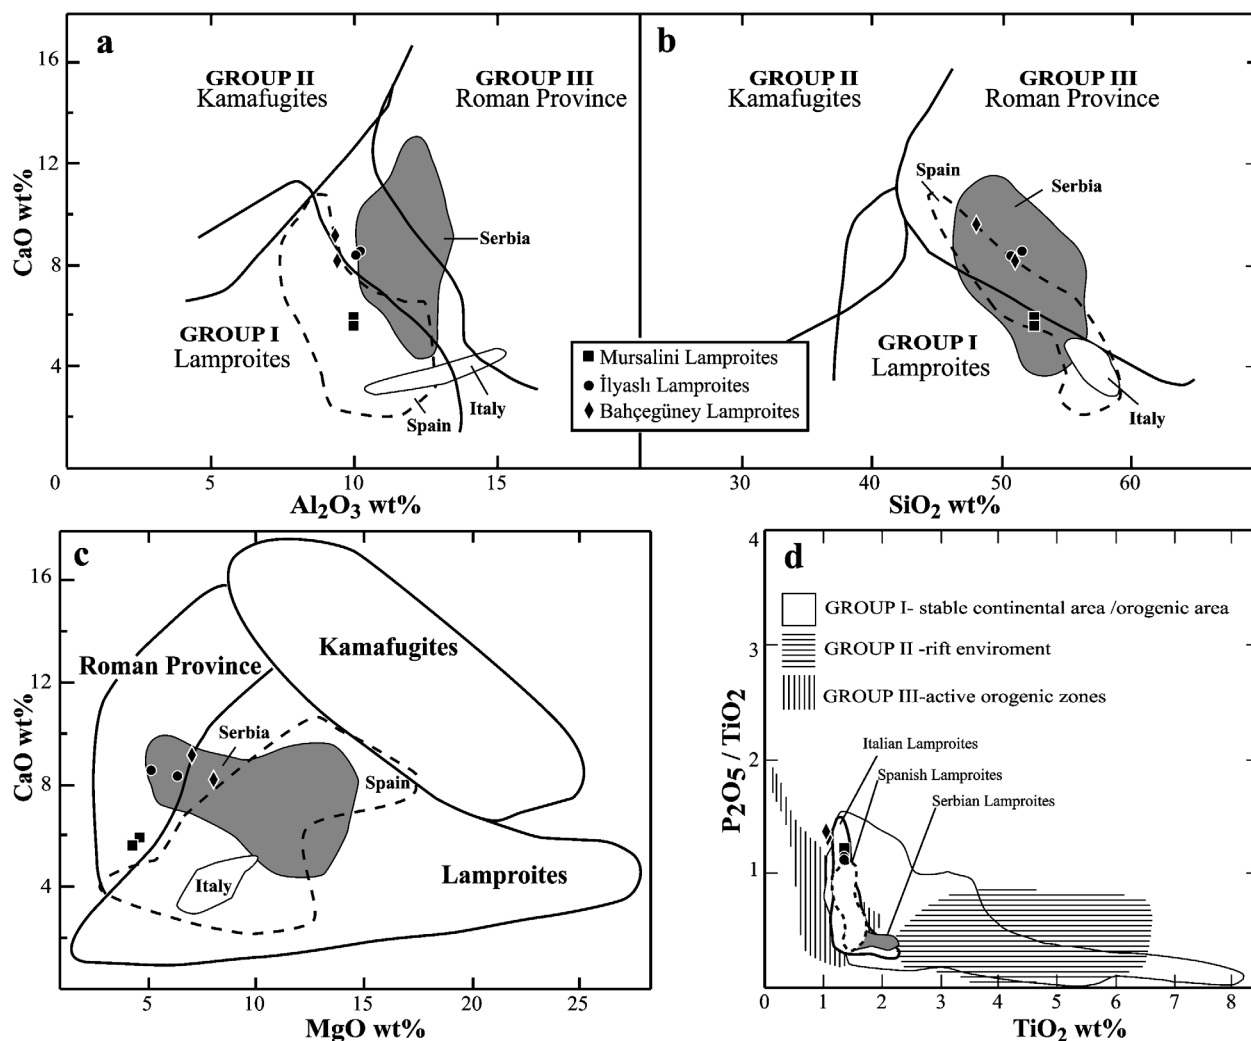 a
GROUP II
Kamafugites
GROUP III
Roman Province
16
12
8
4
0
CaO wt%
Serbia
GROUP I
Lamproites
Italy
Spain
5
10
15
Al₂O₃ wt%
b
GROUP II
Kamafugites
GROUP III
Roman Province
Spain
Serbia
GROUP I
Lamproites
Italy
30
40
50
60
SiO₂ wt%
Mursalini Lamproites
İlyaslı Lamproites
Bahçegüney Lamproites
c
16
12
8
4
CaO wt%
Kamafugites
Roman Province
Serbia
Spain
Italy
Lamproites
5
10
15
20
25
MgO wt%
d
4
3
2
1
P₂O₅ / TiO₂
GROUP I- stable continental area /orogenic area
GROUP II -rift enviroment
GROUP III-active orogenic zones
Italian Lamproites
Spanish Lamproites
Serbian Lamproites
0
1
2
3
4
5
6
7
8
TiO₂ wt%